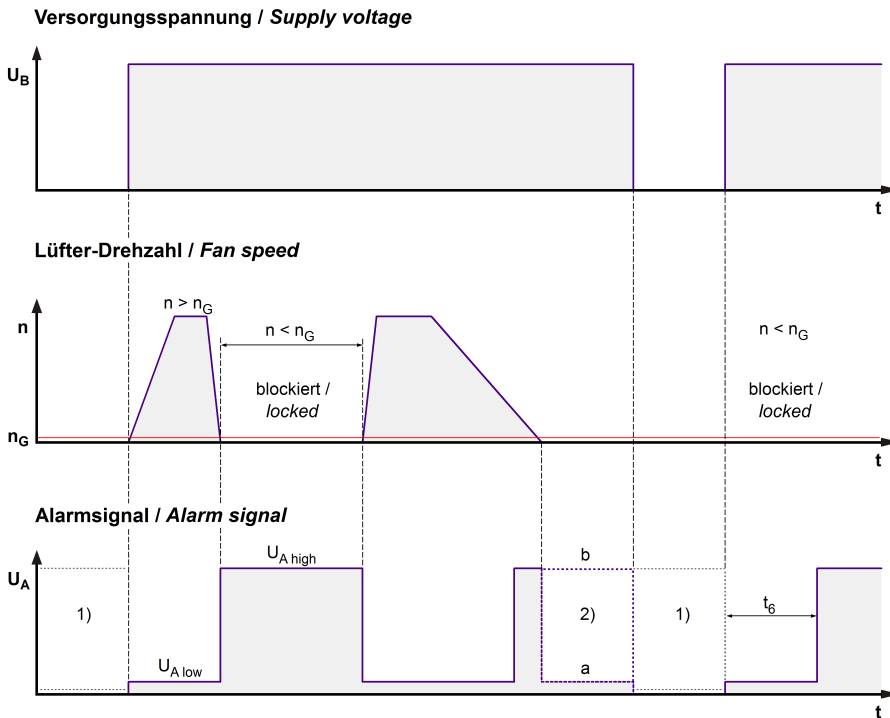 Versorgungsspannung / Supply voltage
U_B
t
Lüfter-Drehzahl / Fan speed
n > n_G
n
n < n_G
n < n_G
blockiert /
locked
blockiert /
locked
n_G
t
Alarmsignal / Alarm signal
U_A high
b
U_A
1)
2)
1)
t_6
U_A low
a
t